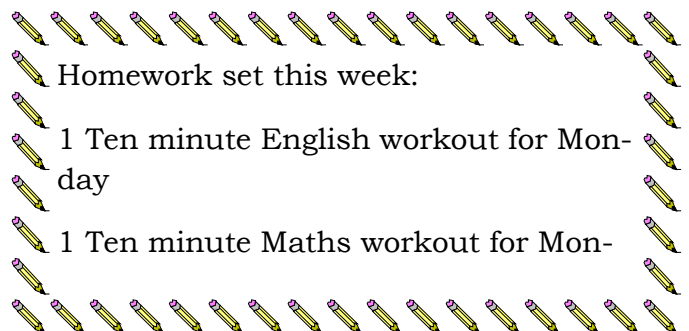 Homework set this week:
1 Ten minute English workout for Mon-
day
1 Ten minute Maths workout for Mon-